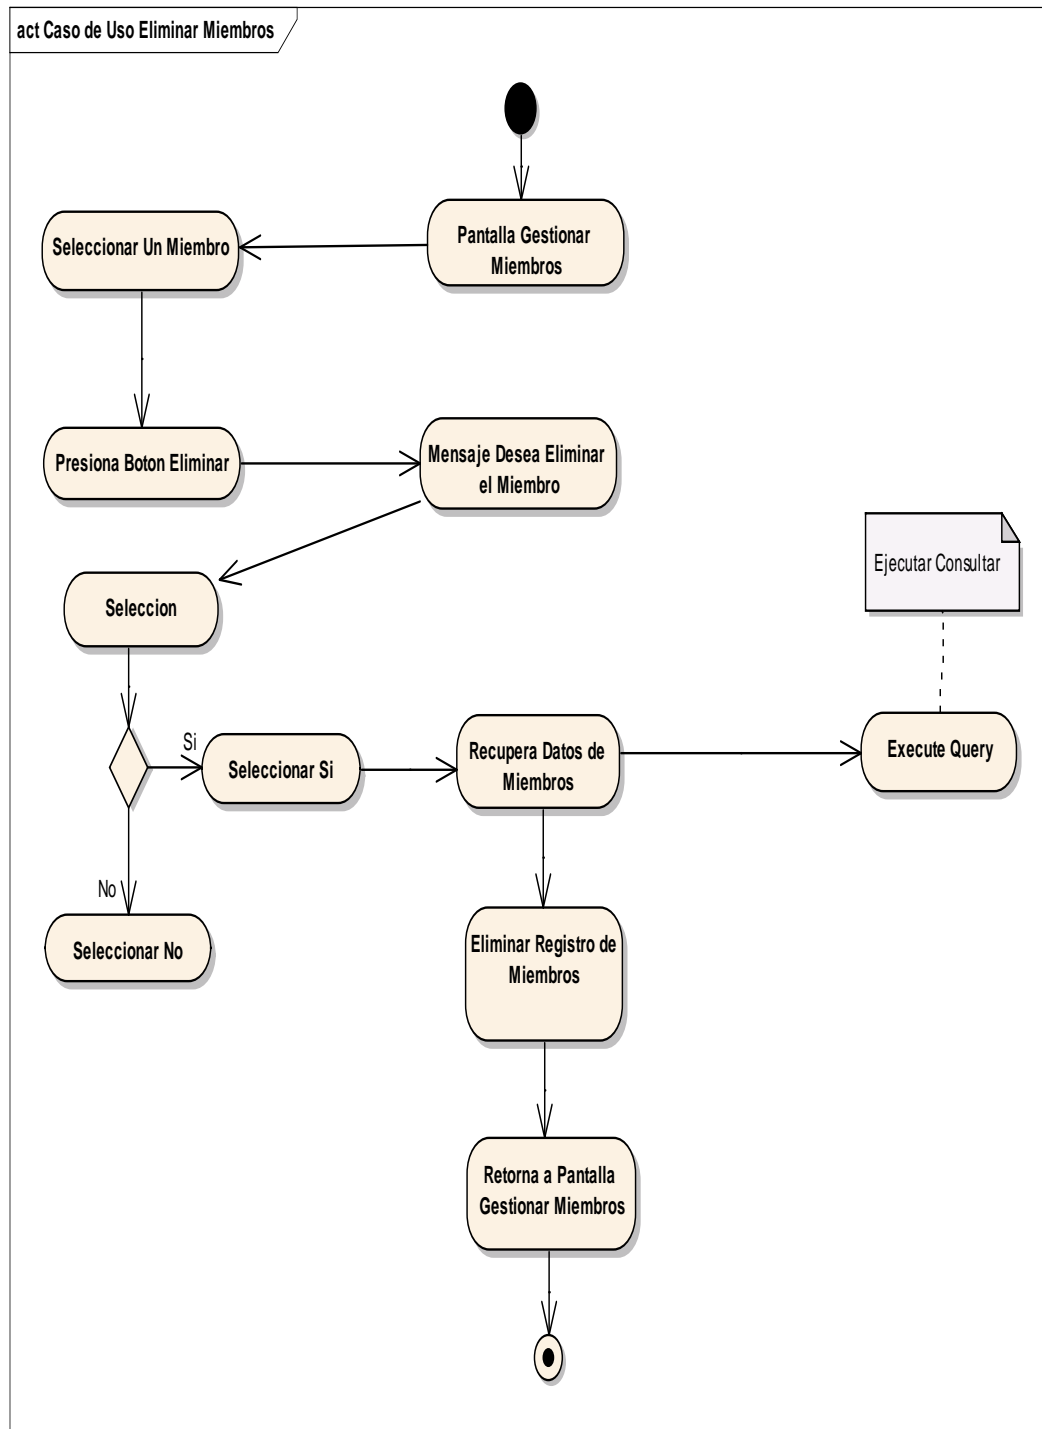 act Caso de Uso Eliminar Miembros
Pantalla Gestionar
Miembros
Seleccionar Un Miembro
Presiona Boton Eliminar
Mensaje Desea Eliminar
el Miembro
Ejecutar Consultar
Seleccion
Si
Seleccionar Si
Recupera Datos de
Miembros
Execute Query
No
Seleccionar No
Eliminar Registro de
Miembros
Retorna a Pantalla
Gestionar Miembros